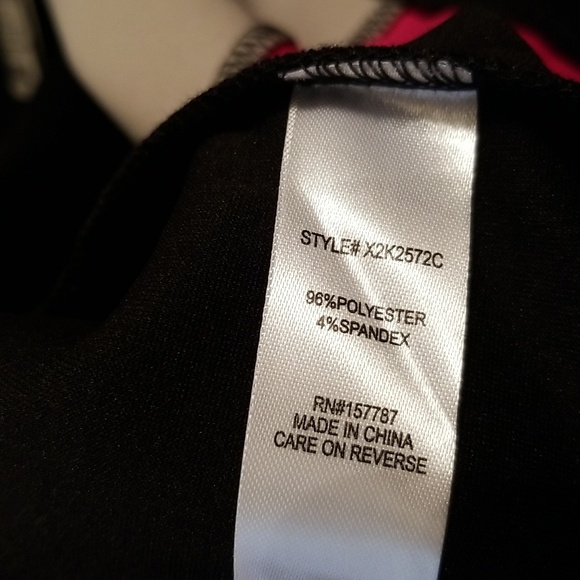 STYLE# X2K2572C
96%POLYESTER
4%SPANDEX
RN#157787
MADE IN CHINA
CARE ON REVERSE